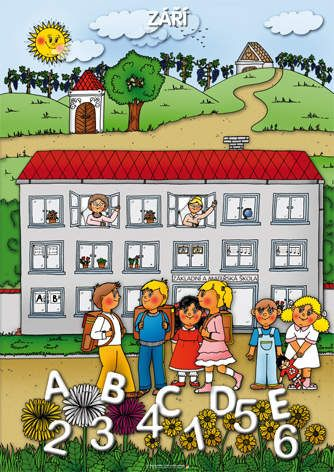 ZÁŘÍ
A B
ZÁKLADNÍ A MATEŘSKÁ ŠKOLA
A B C D E
2 3 4 1 5 6